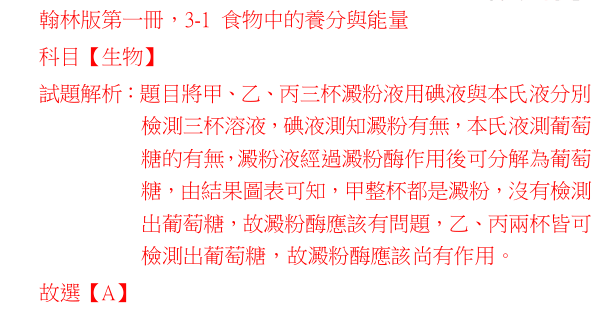 翰林版第一冊，3-1 食物中的養分與能量
科目【生物】
試題解析：題目將甲、乙、丙三杯澱粉液用碘液與本氏液分別
檢測三杯溶液，碘液測知澱粉有無，本氏液測葡萄
糖的有無，澱粉液經過澱粉酶作用後可分解為葡萄
糖，由結果圖表可知，甲整杯都是澱粉，沒有檢測
出葡萄糖，故澱粉酶應該有問題，乙、丙兩杯皆可
檢測出葡萄糖，故澱粉酶應該尚有作用。
故選【A】